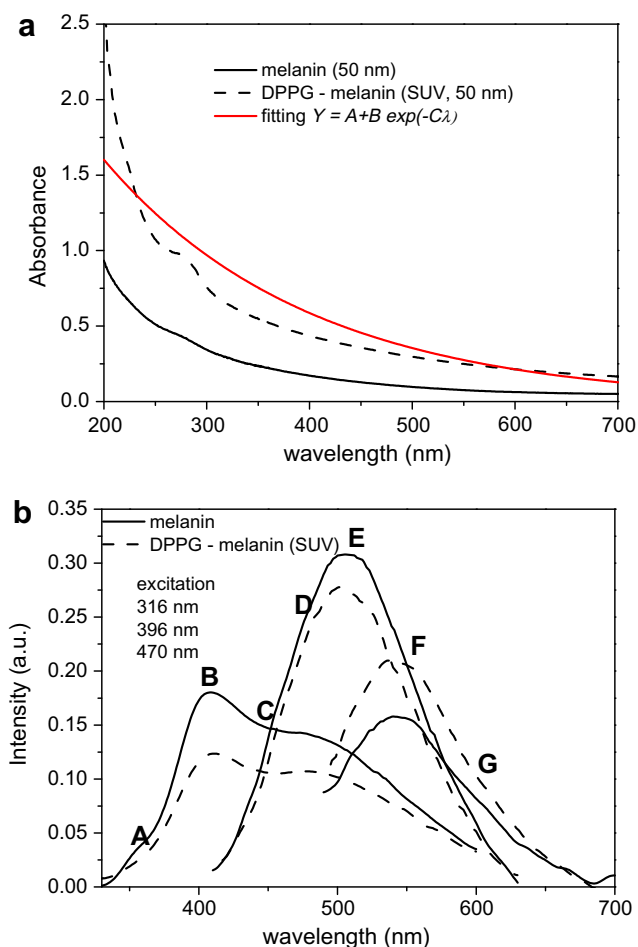 a
2.5
2.0
1.5
1.0
0.5
0.0
Absorbance
melanin (50 nm)
DPPG - melanin (SUV, 50 nm)
fitting Y = A+B exp(-Cλ)
200 300 400 500 600 700
wavelength (nm)
b
0.35
0.30
0.25
0.20
0.15
0.10
0.05
0.00
Intensity (a.u.)
melanin
DPPG - melanin (SUV)
excitation
316 nm
396 nm
470 nm
A
B
C
D
E
F
G
400 500 600 700
wavelength (nm)